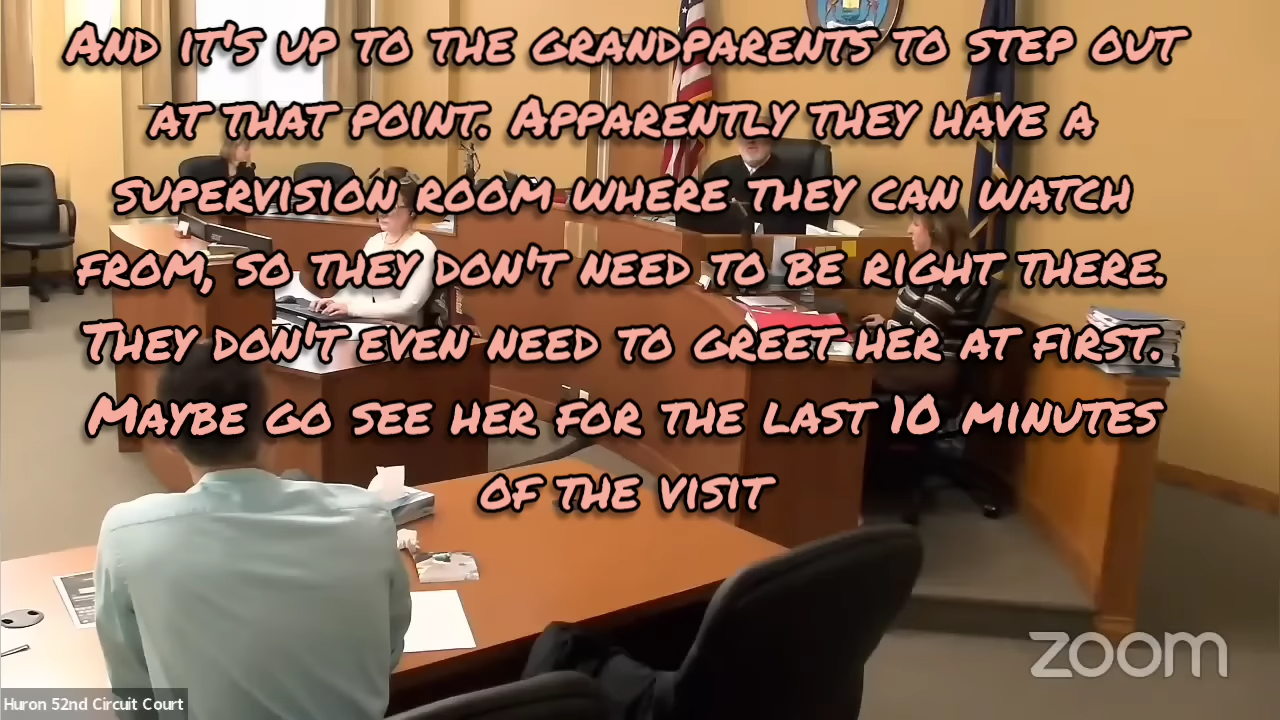 And it's up to the grandparents to step out
at that point. Apparently they have a
supervision room where they can watch
from, so they don't need to be right there.
They don't even need to greet her at first.
Maybe go see her for the last 10 minutes
of the visit
zoom
Huron 52nd Circuit Court